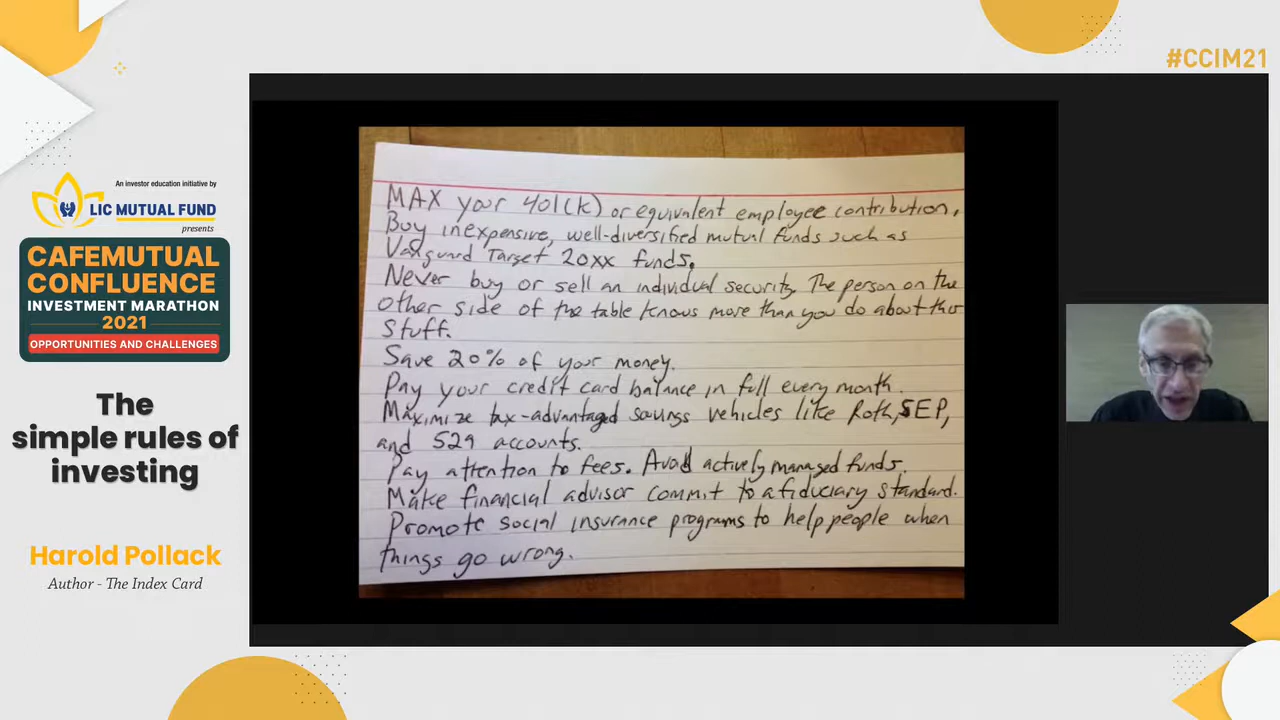 #CCIM21
An investor education initiative by
LIC MUTUAL FUND
presents
CAFEMUTUAL
CONFLUENCE
INVESTMENT MARATHON
2021
OPPORTUNITIES AND CHALLENGES
The
simple rules of
investing
Harold Pollack
Author - The Index Card
MAX your 401(k) or equivalent employee contribution.
Buy inexpensive, well-diversified mutual funds such as
Vanguard Target 20xx funds.
Never buy or sell an individual security. The person on the
other side of the table knows more than you do about this
stuff.
Save 20% of your money.
Pay your credit card balance in full every month.
Maximize tax-advantaged savings vehicles like Roth, SEP,
and 529 accounts.
Pay attention to fees. Avoid actively managed funds.
Make financial advisor commit to a fiduciary standard.
Promote social insurance programs to help people when
things go wrong.